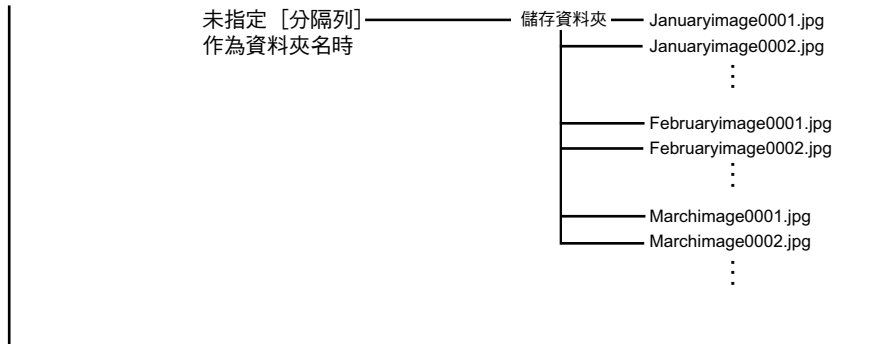 未指定［分隔列］
作為資料夾名時
儲存資料夾
Januaryimage0001.jpg
Januaryimage0002.jpg
Februaryimage0001.jpg
Februaryimage0002.jpg
Marchimage0001.jpg
Marchimage0002.jpg